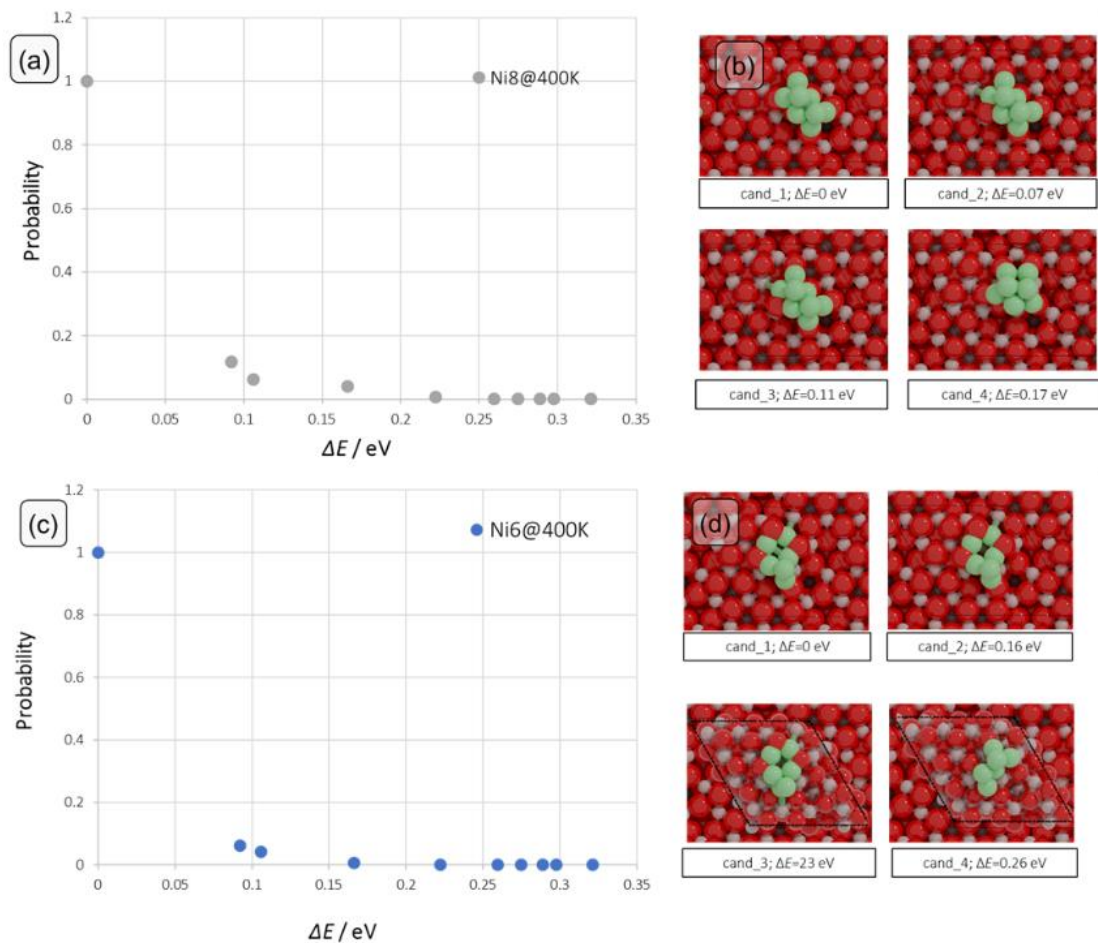 (a)
1.2
1
0.8
0.6
0.4
0.2
0
Probability
Ni8@400K
0 0.05 0.1 0.15 0.2 0.25 0.3 0.35
ΔE / eV
(b)
cand_1; ΔE=0 eV
cand_2; ΔE=0.07 eV
cand_3; ΔE=0.11 eV
cand_4; ΔE=0.17 eV
(c)
1.2
1
0.8
0.6
0.4
0.2
0
Probability
Ni6@400K
0 0.05 0.1 0.15 0.2 0.25 0.3 0.35
ΔE / eV
(d)
cand_1; ΔE=0 eV
cand_2; ΔE=0.16 eV
cand_3; ΔE=23 eV
cand_4; ΔE=0.26 eV